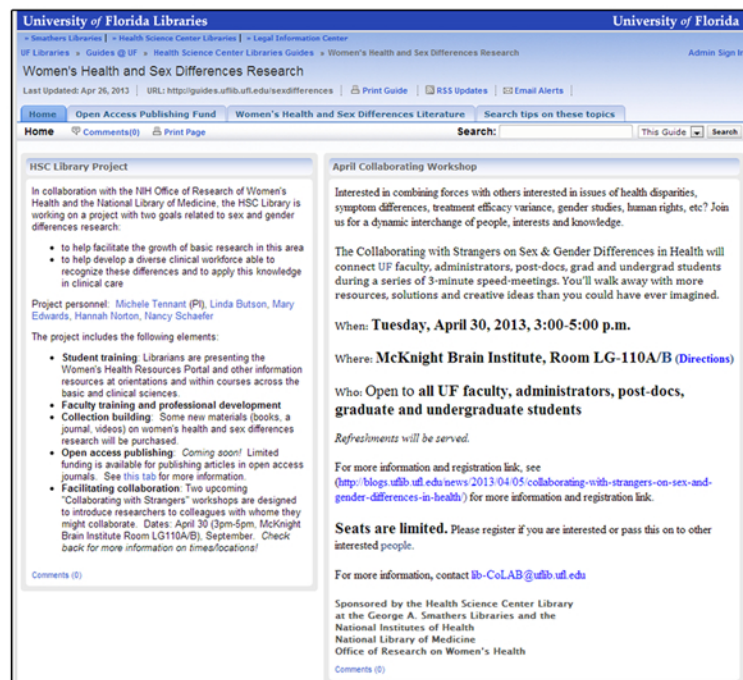 University of Florida Libraries
University of Florida
» Smathers Libraries | » Health Science Center Libraries | » Legal Information Center
UF Libraries » Guides @ UF » Health Science Center Libraries Guides » Women's Health and Sex Differences Research
Admin Sign In
Women's Health and Sex Differences Research
Last Updated: Apr 26, 2013 | URL: http://guides.uflib.ufl.edu/sexdifferences | Print Guide | RSS Updates | Email Alerts |
Home
Open Access Publishing Fund
Women's Health and Sex Differences Literature
Search tips on these topics
Home Comments(0) Print Page
Search: This Guide Search
HSC Library Project
In collaboration with the NIH Office of Research of Women's
Health and the National Library of Medicine, the HSC Library is
working on a project with two goals related to sex and gender
differences research:
• to help facilitate the growth of basic research in this area
• to help develop a diverse clinical workforce able to
recognize these differences and to apply this knowledge
in clinical care
Project personnel: Michele Tennant (PI), Linda Butson, Mary
Edwards, Hannah Norton, Nancy Schaefer
The project includes the following elements:
• Student training: Librarians are presenting the
Women's Health Resources Portal and other information
resources at orientations and within courses across the
basic and clinical sciences.
• Faculty training and professional development
• Collection building: Some new materials (books, a
journal, videos) on women's health and sex differences
research will be purchased.
• Open access publishing: Coming soon! Limited
funding is available for publishing articles in open access
journals. See this tab for more information.
• Facilitating collaboration: Two upcoming
"Collaborating with Strangers" workshops are designed
to introduce researchers to colleagues with whom they
might collaborate. Dates: April 30 (3pm-5pm, McKnight
Brain Institute Room LG110A/B), September. Check
back for more information on times/locations!
Comments (0)
April Collaborating Workshop
Interested in combining forces with others interested in issues of health disparities,
symptom differences, treatment efficacy variance, gender studies, human rights, etc? Join
us for a dynamic interchange of people, interests and knowledge.
The Collaborating with Strangers on Sex & Gender Differences in Health will
connect UF faculty, administrators, post-docs, grad and undergrad students
during a series of 3-minute speed-meetings. You'll walk away with more
resources, solutions and creative ideas than you could have ever imagined.
When: Tuesday, April 30, 2013, 3:00-5:00 p.m.
Where: McKnight Brain Institute, Room LG-110A/B (Directions)
Who: Open to all UF faculty, administrators, post-docs,
graduate and undergraduate students
Refreshments will be served.
For more information and registration link, see
(http://blogs.uflib.ufl.edu/news/2013/04/05/collaborating-with-strangers-on-sex-and-
gender-differences-in-health/) for more information and registration link.
Seats are limited. Please register if you are interested or pass this on to other
interested people.
For more information, contact lib-CoLAB@uflib.ufl.edu
Sponsored by the Health Science Center Library
at the George A. Smathers Libraries and the
National Institutes of Health
National Library of Medicine
Office of Research on Women's Health
Comments (0)